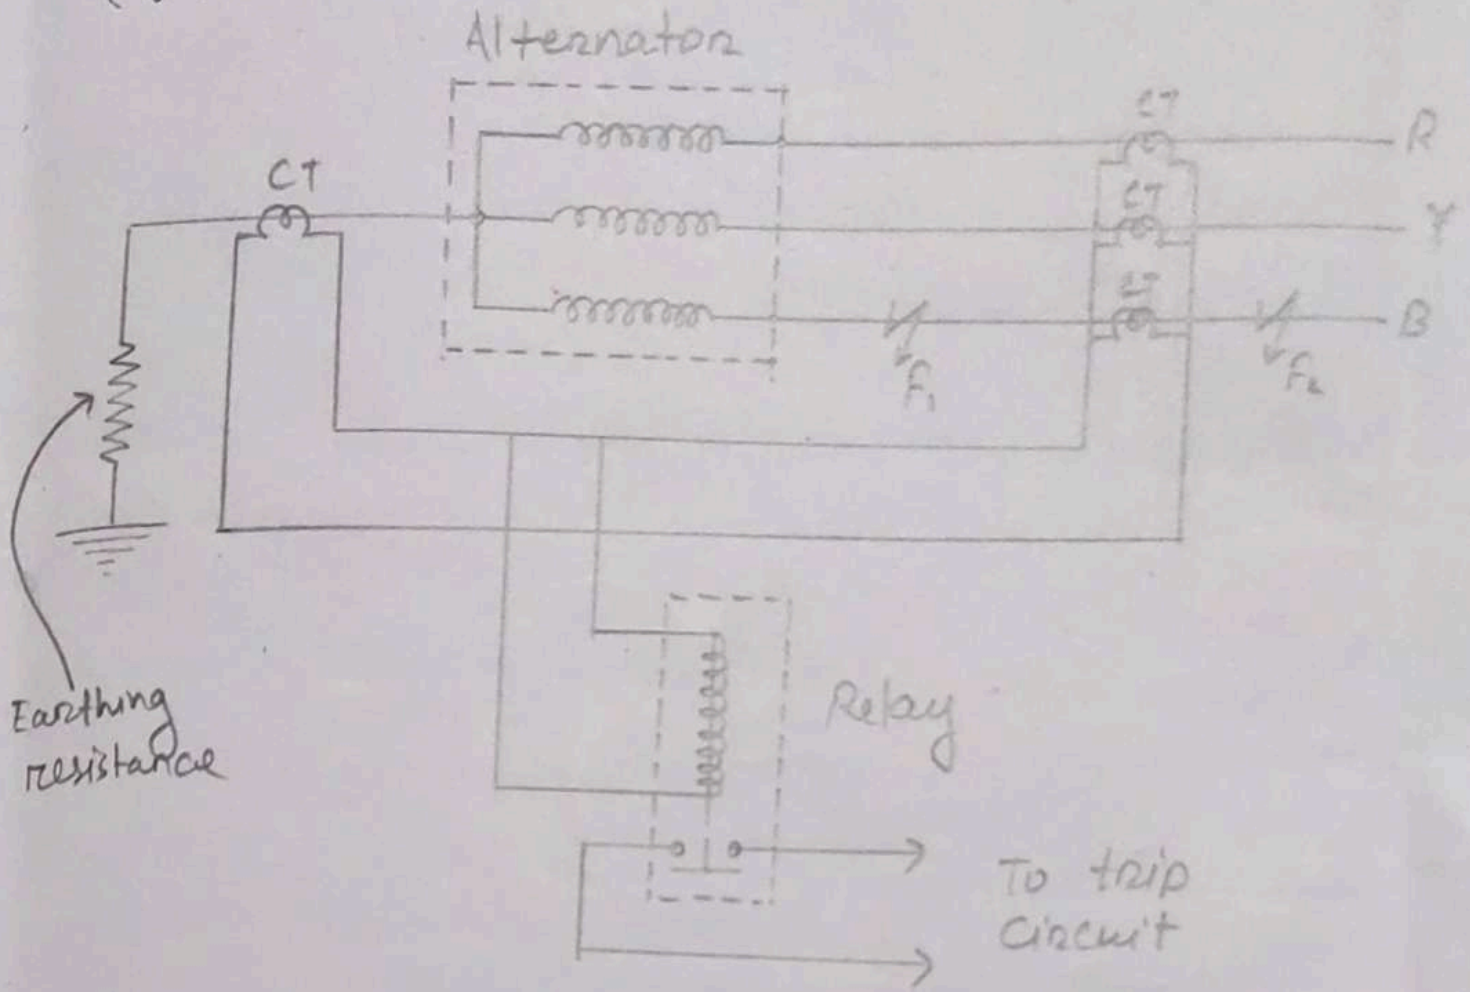 Alternator
CT
CT
R
CT
Y
CT
B
F₁
F₂
Earthing
resistance
Relay
To trip
Circuit